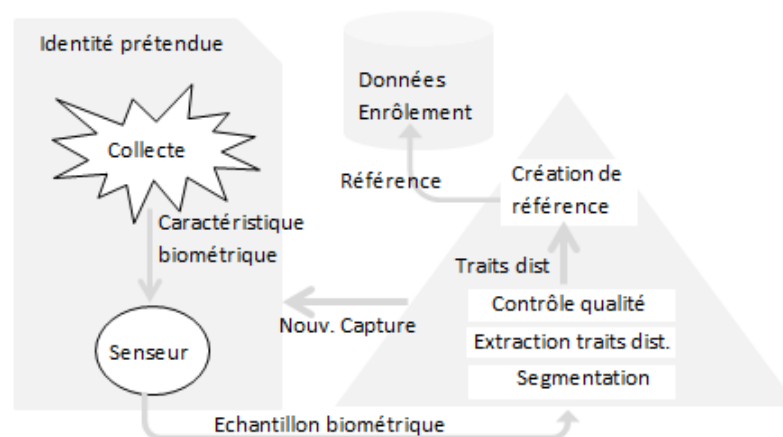 Identité prétendue
Collecte
Caractéristique
biométrique
Senseur
Echantillon biométrique
Segmentation
Extraction traits dist.
Contrôle qualité
Nouv. Capture
Traits dist
Création de
référence
Référence
Données
Enrôlement